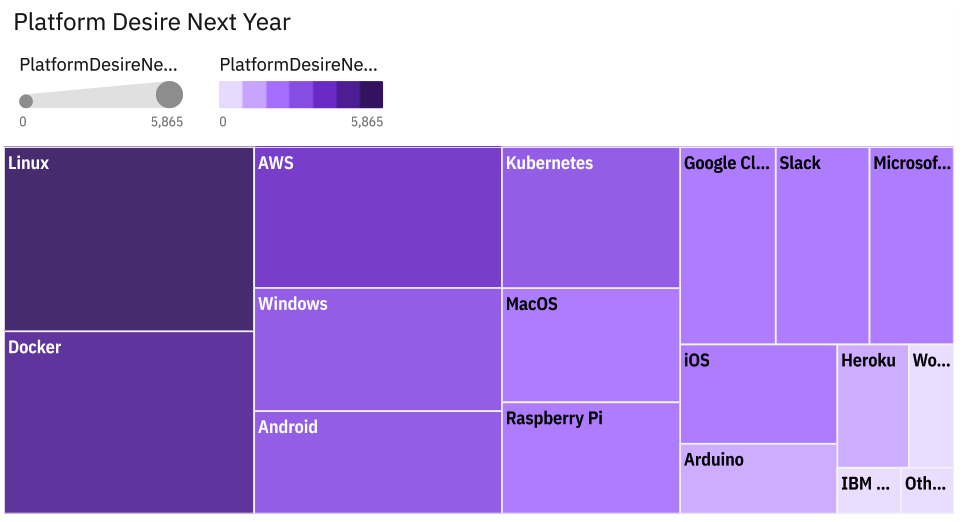 Platform Desire Next Year
PlatformDesireNe... PlatformDesireNe...
0 5,865 0 5,865
Linux AWS Kubernetes Google Cl... Slack Microsof...
Windows MacOS
Docker iOS Heroku Wo...
Android Raspberry Pi
Arduino
IBM ... Oth...